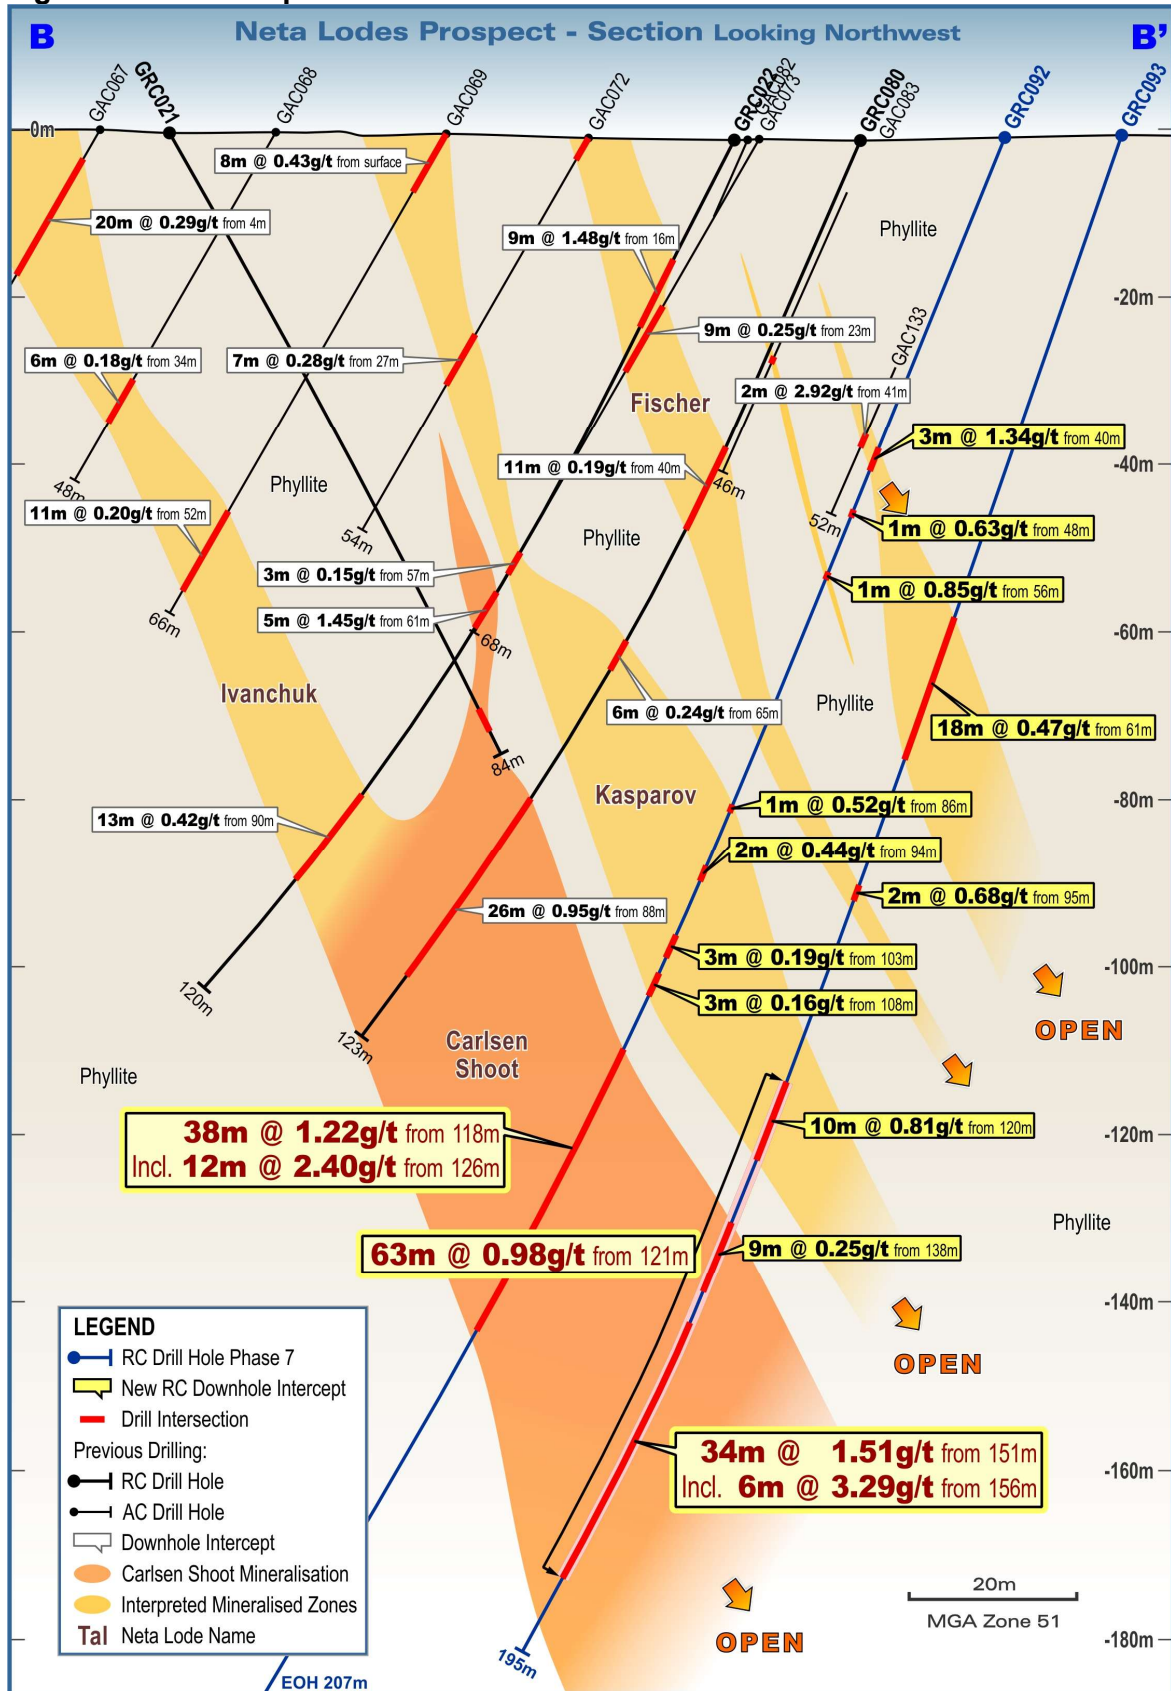 B
Neta Lodes Prospect - Section Looking Northwest
B'
GAC067
GRC021
GAC068
GAC069
GAC072
GRC022
GAC082
GAC073
GRC080
GAC083
GRC092
GRC093
0m
8m @ 0.43g/t from surface
20m @ 0.29g/t from 4m
Phyllite
9m @ 1.48g/t from 16m
-20m
9m @ 0.25g/t from 23m
GAC133
6m @ 0.18g/t from 34m
7m @ 0.28g/t from 27m
2m @ 2.92g/t from 41m
Fischer
3m @ 1.34g/t from 40m
-40m
11m @ 0.19g/t from 40m
46m
48m
Phyllite
11m @ 0.20g/t from 52m
52m
1m @ 0.63g/t from 48m
54m
Phyllite
3m @ 0.15g/t from 57m
1m @ 0.85g/t from 56m
66m
5m @ 1.45g/t from 61m
-60m
68m
Ivanchuk
Phyllite
6m @ 0.24g/t from 65m
18m @ 0.47g/t from 61m
84m
Kasparov
-80m
1m @ 0.52g/t from 86m
13m @ 0.42g/t from 90m
2m @ 0.44g/t from 94m
2m @ 0.68g/t from 95m
26m @ 0.95g/t from 88m
3m @ 0.19g/t from 103m
-100m
120m
3m @ 0.16g/t from 108m
OPEN
123m
Carlsen
Shoot
Phyllite
38m @ 1.22g/t from 118m
Incl. 12m @ 2.40g/t from 126m
10m @ 0.81g/t from 120m
-120m
Phyllite
63m @ 0.98g/t from 121m
9m @ 0.25g/t from 138m
-140m
OPEN
LEGEND
RC Drill Hole Phase 7
New RC Downhole Intercept
Drill Intersection
Previous Drilling:
RC Drill Hole
AC Drill Hole
Downhole Intercept
Carlsen Shoot Mineralisation
Interpreted Mineralised Zones
Tal Neta Lode Name
34m @ 1.51g/t from 151m
Incl. 6m @ 3.29g/t from 156m
-160m
20m
MGA Zone 51
OPEN
-180m
195m
EOH 207m